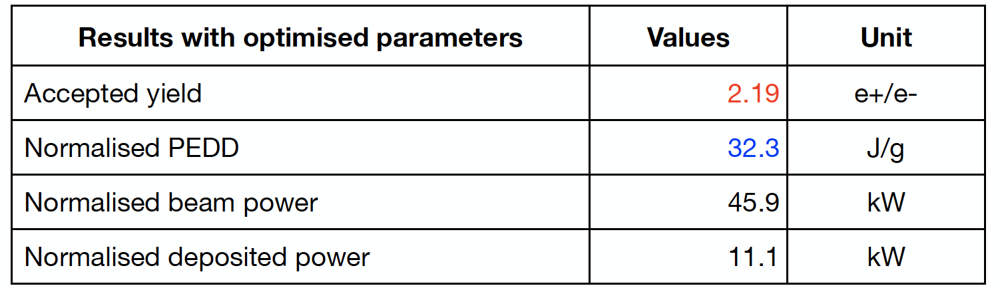 Results with optimised parameters Values Unit
Accepted yield 2.19 e+/e-
Normalised PEDD 32.3 J/g
Normalised beam power 45.9 kW
Normalised deposited power 11.1 kW